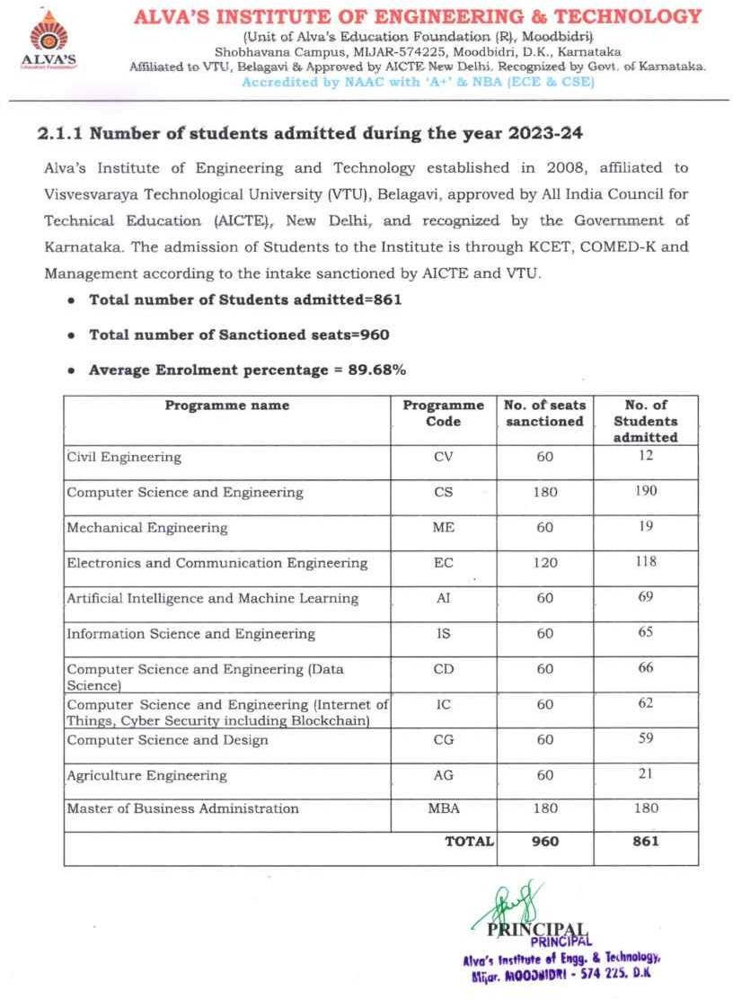 ALVA'S
Education Foundation
ALVA'S INSTITUTE OF ENGINEERING & TECHNOLOGY
(Unit of Alva's Education Foundation (R), Moodbidri)
Shobhavana Campus, MIJAR-574225, Moodbidri, D.K., Karnataka
Affiliated to VTU, Belagavi & Approved by AICTE New Delhi. Recognized by Govt. of Karnataka.
Accredited by NAAC with 'A+' & NBA (ECE & CSE)
2.1.1 Number of students admitted during the year 2023-24
Alva's Institute of Engineering and Technology established in 2008, affiliated to
Visvesvaraya Technological University (VTU), Belagavi, approved by All India Council for
Technical Education (AICTE), New Delhi, and recognized by the Government of
Karnataka. The admission of Students to the Institute is through KCET, COMED-K and
Management according to the intake sanctioned by AICTE and VTU.
• Total number of Students admitted=861
• Total number of Sanctioned seats=960
• Average Enrolment percentage = 89.68%
Programme name Programme Code No. of seats sanctioned No. of Students admitted
Civil Engineering CV 60 12
Computer Science and Engineering CS 180 190
Mechanical Engineering ME 60 19
Electronics and Communication Engineering EC 120 118
Artificial Intelligence and Machine Learning AI 60 69
Information Science and Engineering IS 60 65
Computer Science and Engineering (Data Science) CD 60 66
Computer Science and Engineering (Internet of Things, Cyber Security including Blockchain) IC 60 62
Computer Science and Design CG 60 59
Agriculture Engineering AG 60 21
Master of Business Administration MBA 180 180
TOTAL 960 861
PRINCIPAL
PRINCIPAL
Alva's Institute of Engg. & Technology,
Mijar. MOODBIDRI - 574 225, D.K